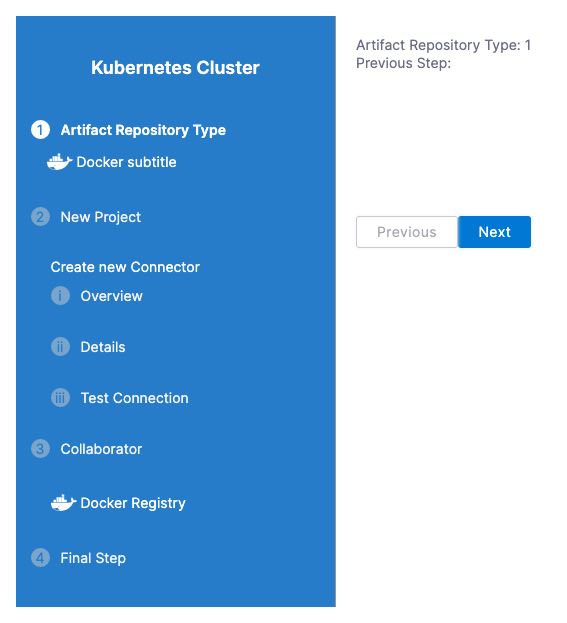 Kubernetes Cluster
1 Artifact Repository Type
Docker subtitle
2 New Project
Create new Connector
i Overview
ii Details
iii Test Connection
3 Collaborator
Docker Registry
4 Final Step
Artifact Repository Type: 1
Previous Step:
Previous Next